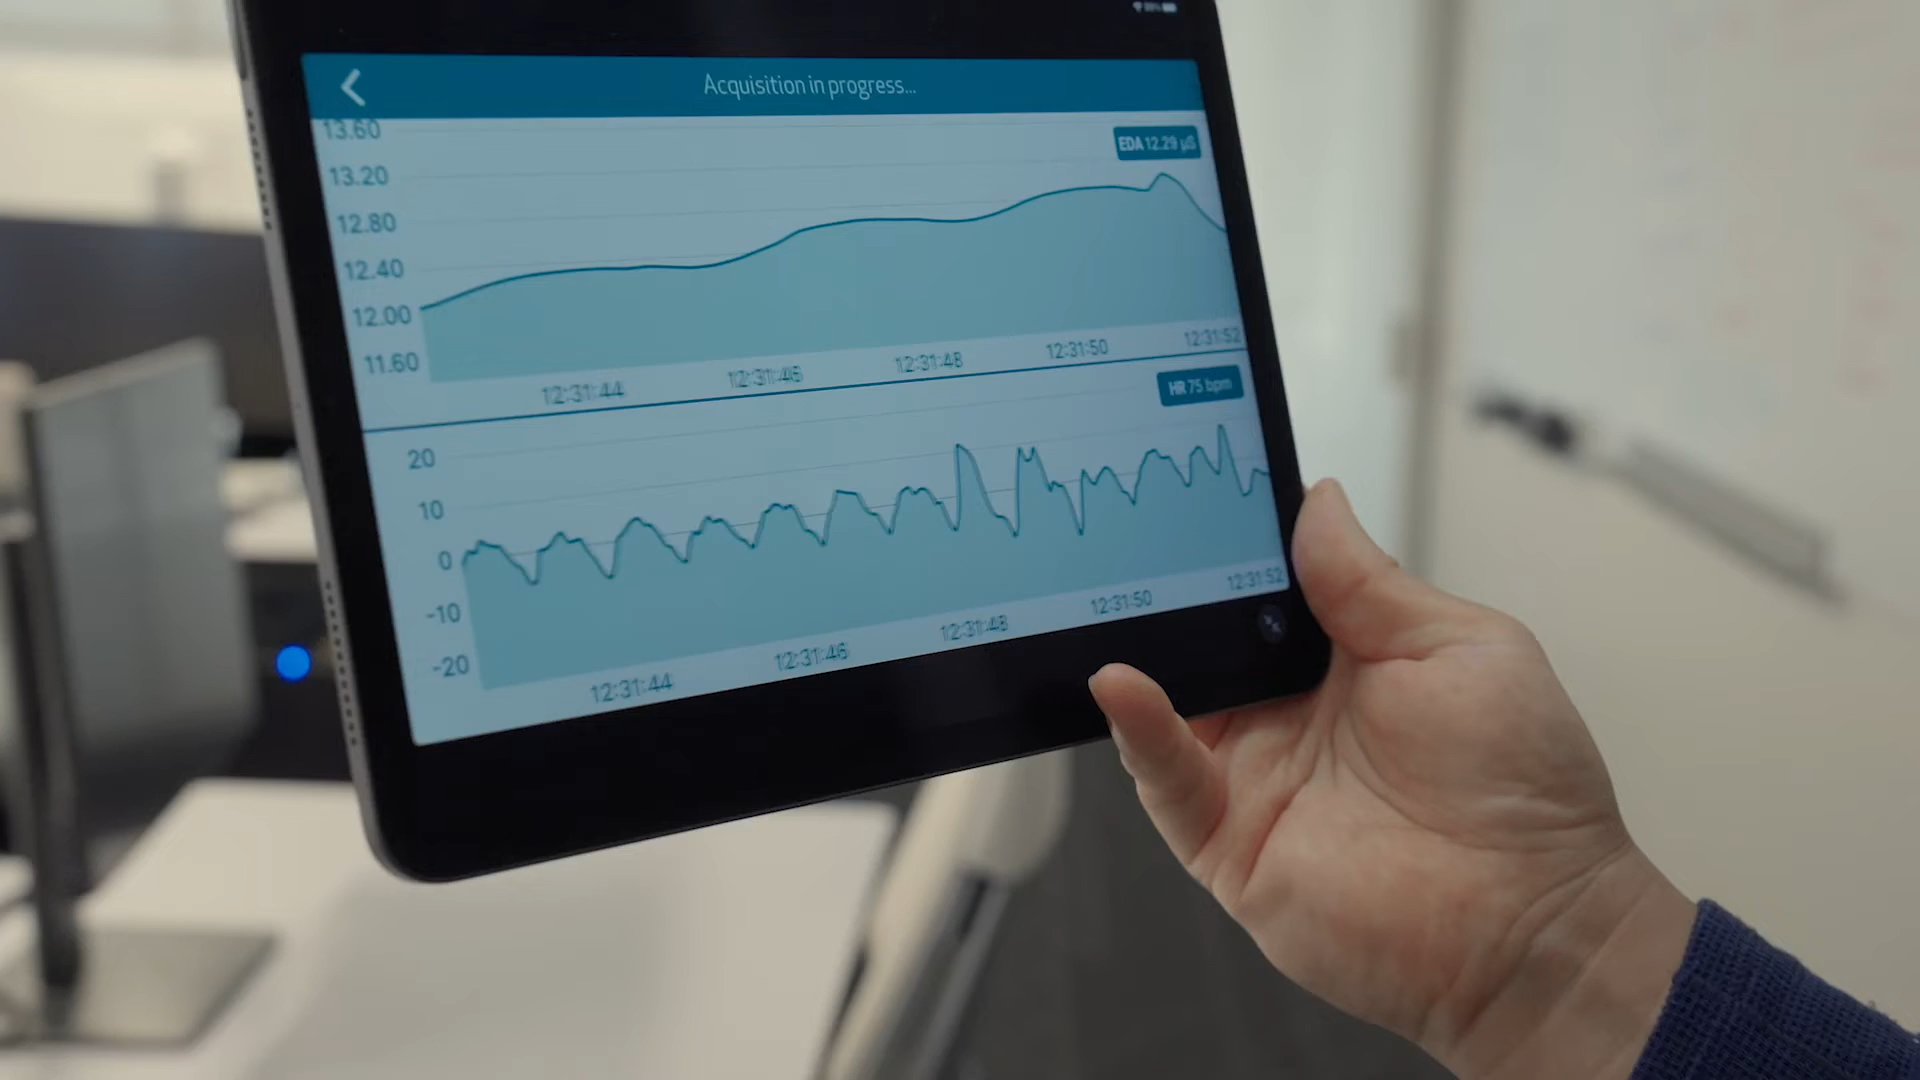 Acquisition in progress...
13.60
EDA 12.29 µS
13.20
12.80
12.40
12.00
11.60
12:31:44 12:31:46 12:31:48 12:31:50 12:31:52
HR 75 bpm
20
10
0
-10
-20
12:31:44 12:31:46 12:31:48 12:31:50 12:31:52